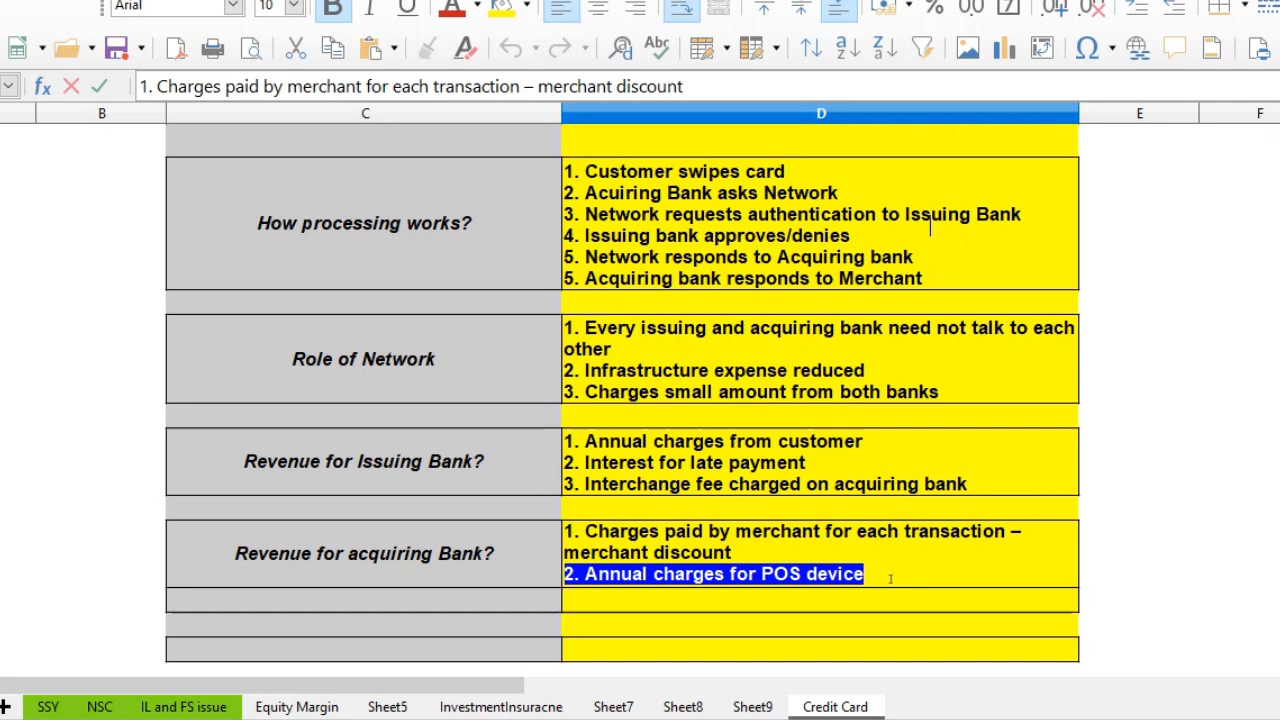 Arial 10
1. Charges paid by merchant for each transaction – merchant discount
B C D E F
How processing works?
1. Customer swipes card
2. Acuiring Bank asks Network
3. Network requests authentication to Issuing Bank
4. Issuing bank approves/denies
5. Network responds to Acquiring bank
5. Acquiring bank responds to Merchant
Role of Network
1. Every issuing and acquiring bank need not talk to each
other
2. Infrastructure expense reduced
3. Charges small amount from both banks
Revenue for Issuing Bank?
1. Annual charges from customer
2. Interest for late payment
3. Interchange fee charged on acquiring bank
Revenue for acquiring Bank?
1. Charges paid by merchant for each transaction –
merchant discount
2. Annual charges for POS device
SSY NSC IL and FS issue Equity Margin Sheet5 InvestmentInsuracne Sheet7 Sheet8 Sheet9 Credit Card